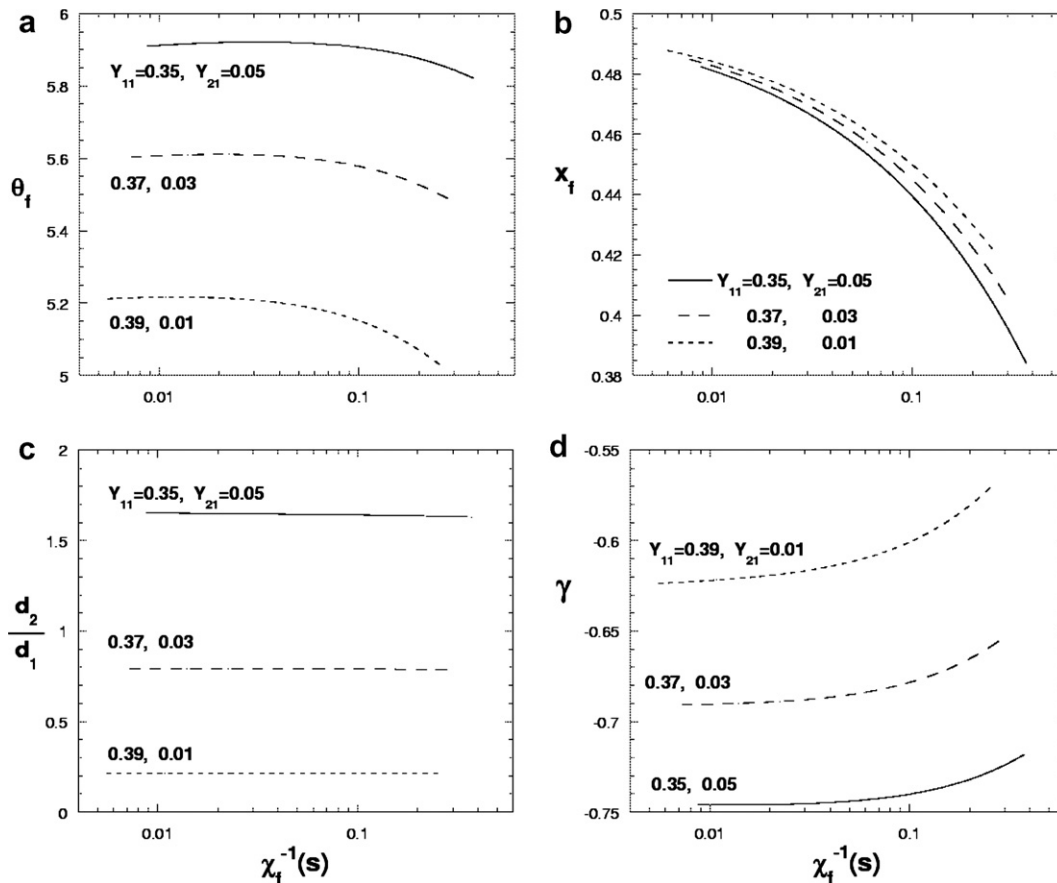 a
6
5.8
5.6
5.4
5.2
5
θf
Y11=0.35, Y21=0.05
0.37, 0.03
0.39, 0.01
0.01
0.1
b
0.5
0.48
0.46
0.44
0.42
0.4
0.38
xf
Y11=0.35, Y21=0.05
0.37, 0.03
0.39, 0.01
0.01
0.1
c
2
1.5
1
0.5
0
d2
d1
Y11=0.35, Y21=0.05
0.37, 0.03
0.39, 0.01
0.01
0.1
χf-1(s)
d
-0.55
-0.6
-0.65
-0.7
-0.75
γ
Y11=0.39, Y21=0.01
0.37, 0.03
0.35, 0.05
0.01
0.1
χf-1(s)